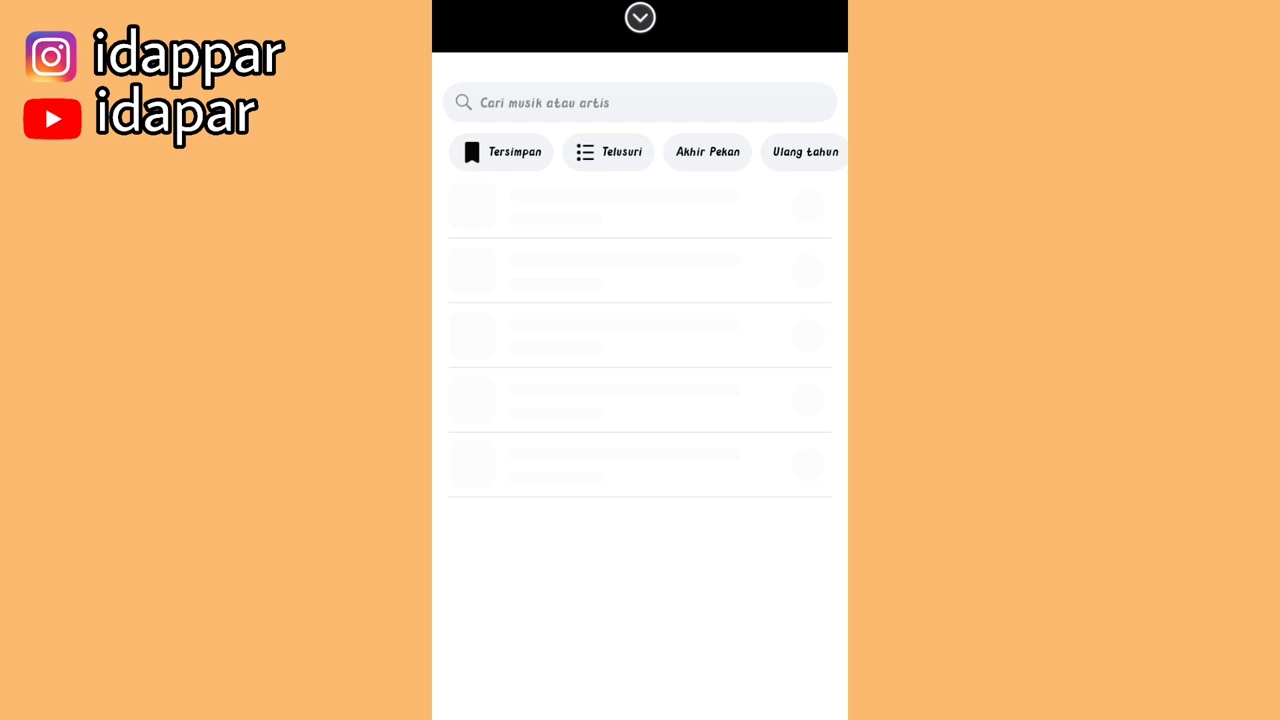 idappar
idapar
Cari musik atau artis
Tersimpan
Telusuri
Akhir Pekan
Ulang tahun